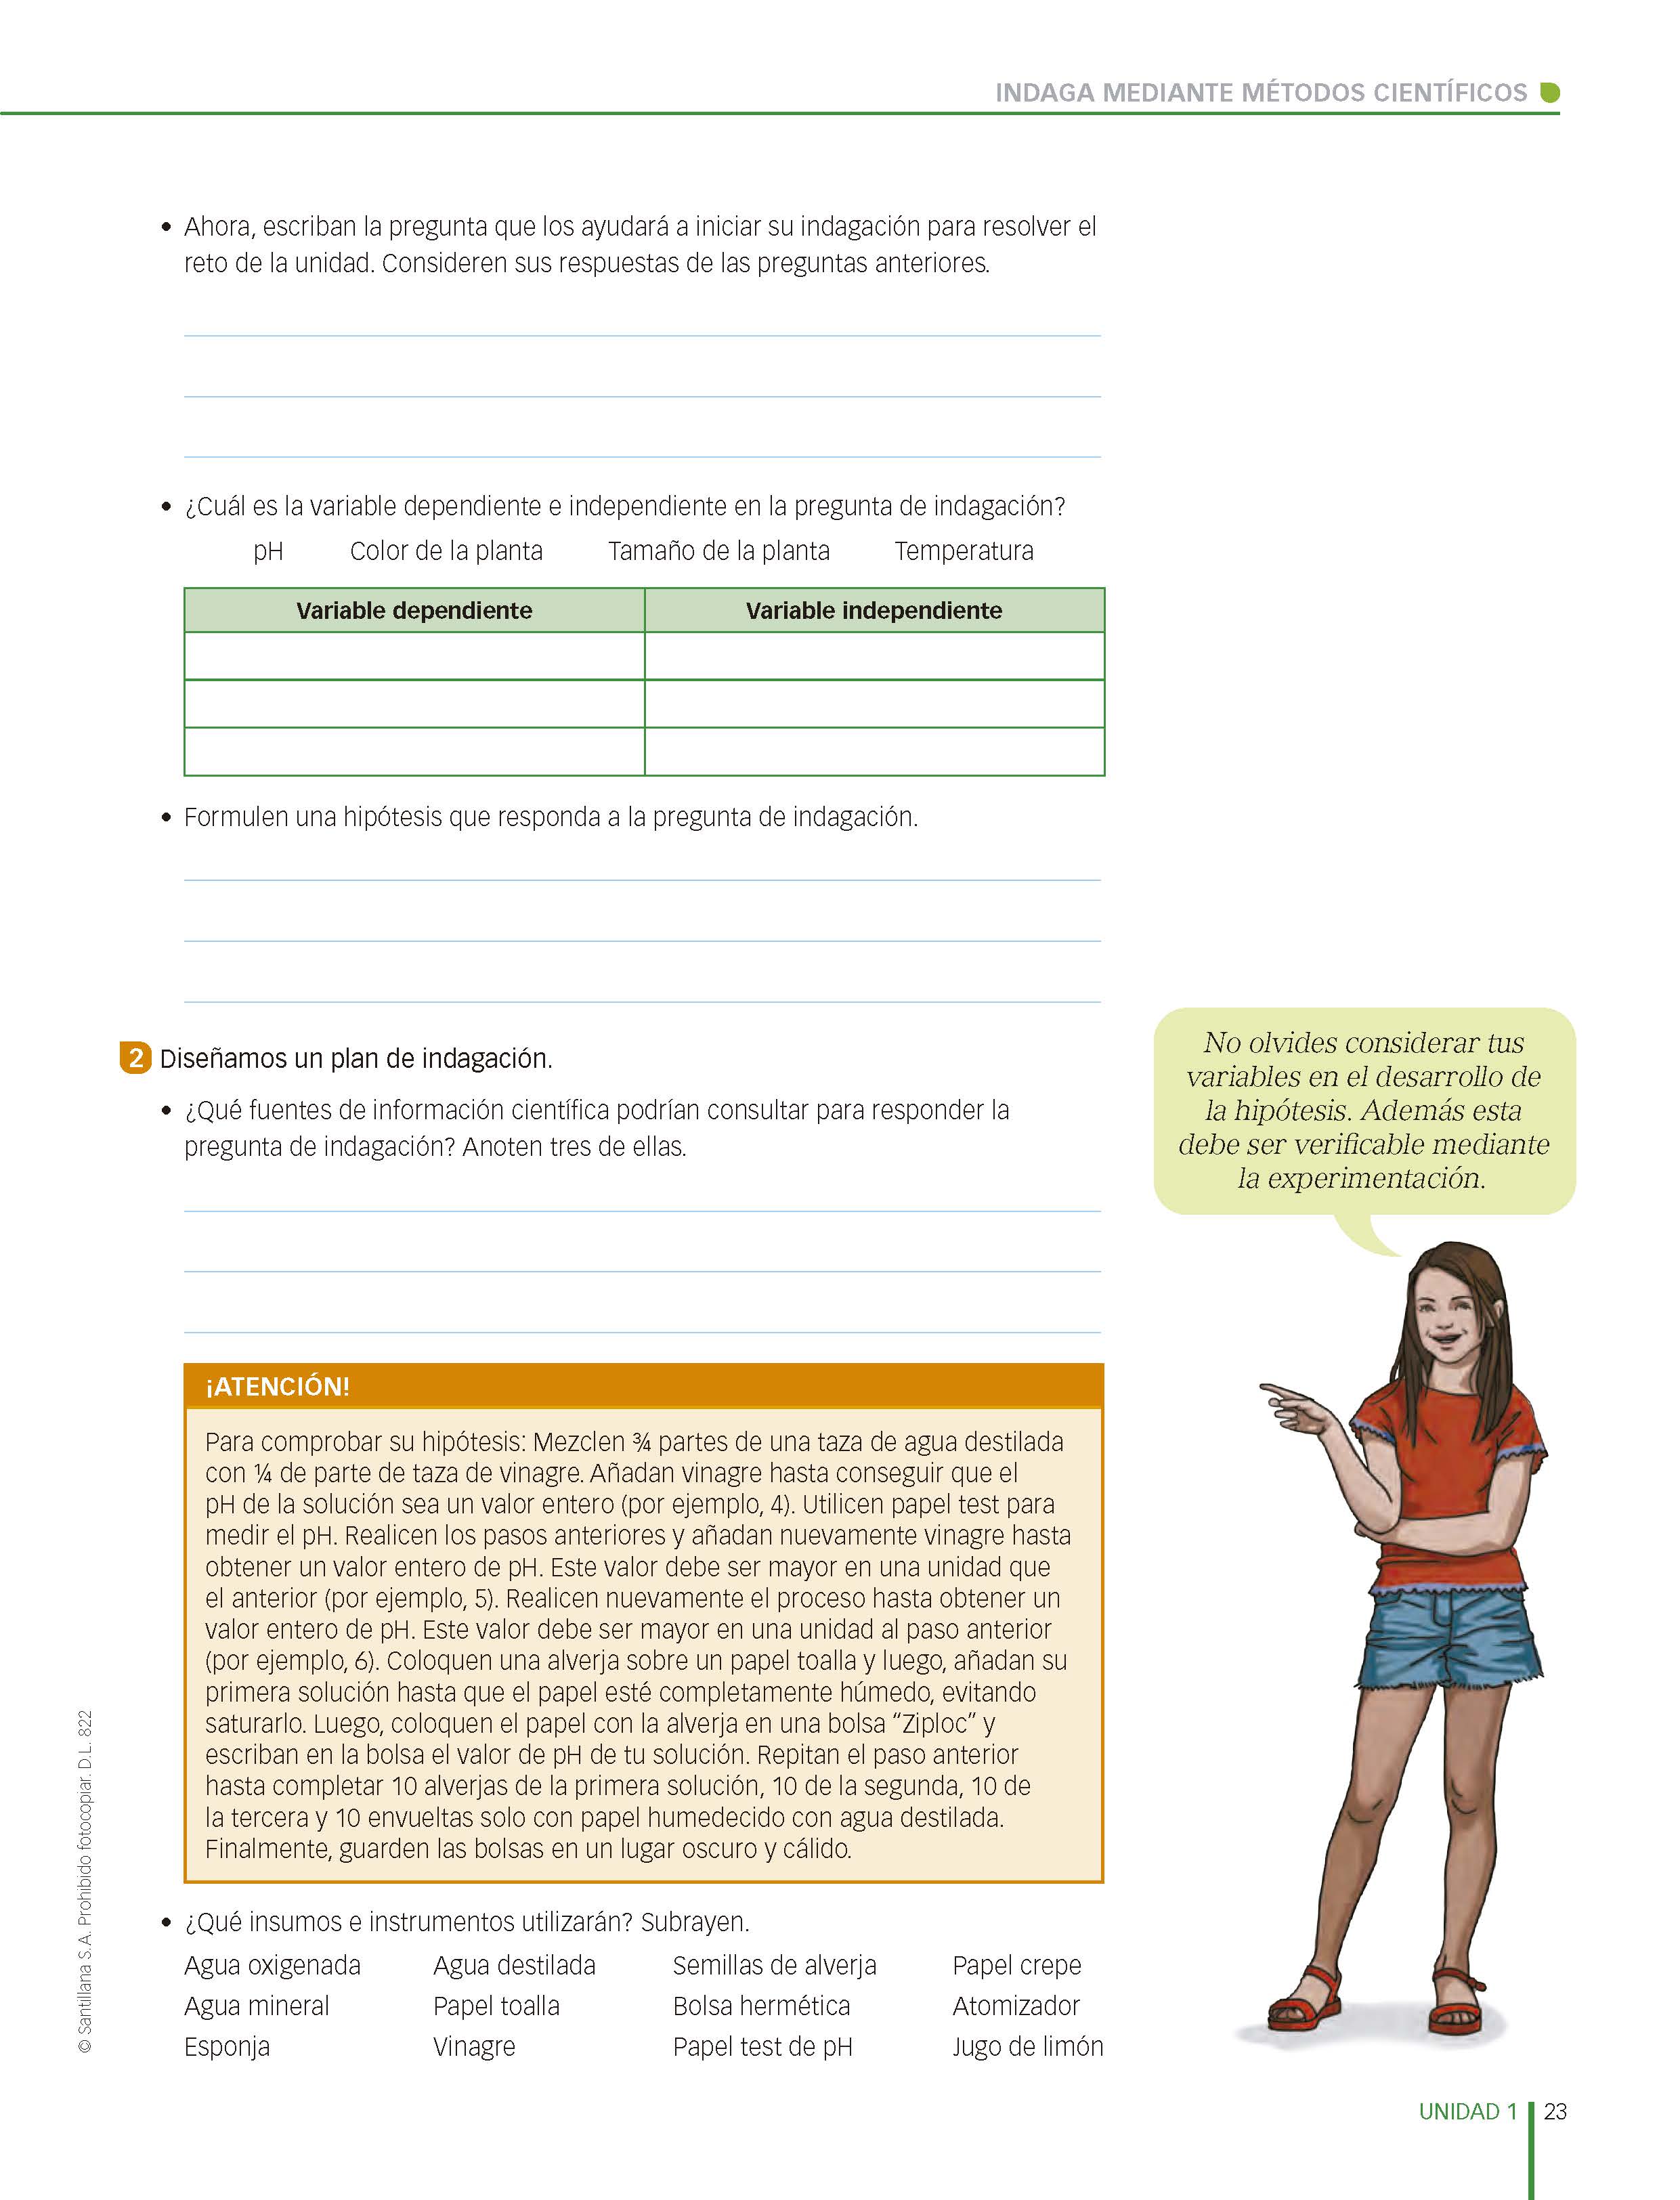 INDAGA MEDIANTE MÉTODOS CIENTÍFICOS
• Ahora, escriban la pregunta que los ayudará a iniciar su indagación para resolver el
reto de la unidad. Consideren sus respuestas de las preguntas anteriores.
• ¿Cuál es la variable dependiente e independiente en la pregunta de indagación?
pH Color de la planta Tamaño de la planta Temperatura
Variable dependiente Variable independiente
• Formulen una hipótesis que responda a la pregunta de indagación.
2 Diseñamos un plan de indagación.
• ¿Qué fuentes de información científica podrían consultar para responder la
pregunta de indagación? Anoten tres de ellas.
No olvides considerar tus
variables en el desarrollo de
la hipótesis. Además esta
debe ser verificable mediante
la experimentación.
¡ATENCIÓN!
Para comprobar su hipótesis: Mezclen ¾ partes de una taza de agua destilada
con ¼ de parte de taza de vinagre. Añadan vinagre hasta conseguir que el
pH de la solución sea un valor entero (por ejemplo, 4). Utilicen papel test para
medir el pH. Realicen los pasos anteriores y añadan nuevamente vinagre hasta
obtener un valor entero de pH. Este valor debe ser mayor en una unidad que
el anterior (por ejemplo, 5). Realicen nuevamente el proceso hasta obtener un
valor entero de pH. Este valor debe ser mayor en una unidad al paso anterior
(por ejemplo, 6). Coloquen una alverja sobre un papel toalla y luego, añadan su
primera solución hasta que el papel esté completamente húmedo, evitando
saturarlo. Luego, coloquen el papel con la alverja en una bolsa “Ziploc” y
escriban en la bolsa el valor de pH de tu solución. Repitan el paso anterior
hasta completar 10 alverjas de la primera solución, 10 de la segunda, 10 de
la tercera y 10 envueltas solo con papel humedecido con agua destilada.
Finalmente, guarden las bolsas en un lugar oscuro y cálido.
• ¿Qué insumos e instrumentos utilizarán? Subrayen.
Agua oxigenada Agua destilada Semillas de alverja Papel crepe
Agua mineral Papel toalla Bolsa hermética Atomizador
Esponja Vinagre Papel test de pH Jugo de limón
© Santillana S.A. Prohibido fotocopiar. D.L. 822
UNIDAD 1 23